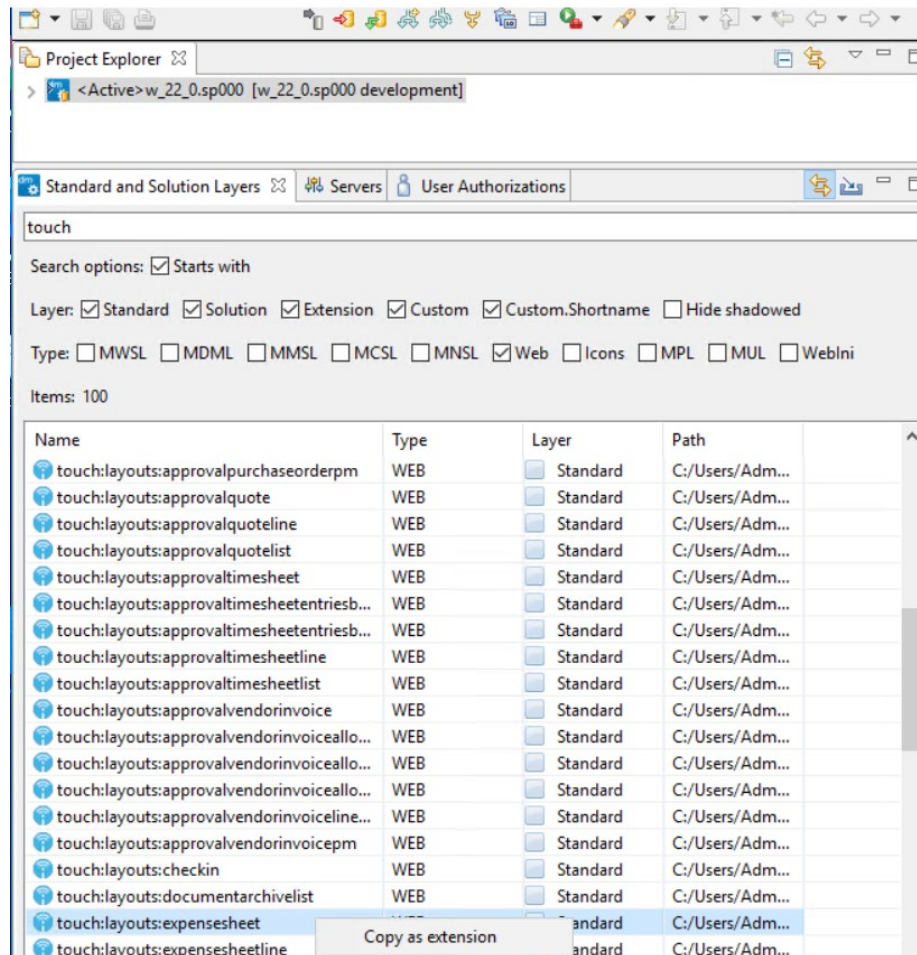 Project Explorer
<Active>w_22_0.sp000 [w_22_0.sp000 development]
Standard and Solution Layers Servers User Authorizations
touch
Search options: Starts with
Layer: Standard Solution Extension Custom Custom.Shortname Hide shadowed
Type: MWSL MDML MMSL MCSL MNSL Web Icons MPL MUL WebIni
Items: 100
Name Type Layer Path
touch:layouts:approvalpurchaseorderpm WEB Standard C:/Users/Adm...
touch:layouts:approvalquote WEB Standard C:/Users/Adm...
touch:layouts:approvalquoteline WEB Standard C:/Users/Adm...
touch:layouts:approvalquotelist WEB Standard C:/Users/Adm...
touch:layouts:approvaltimesheet WEB Standard C:/Users/Adm...
touch:layouts:approvaltimesheetentriesb... WEB Standard C:/Users/Adm...
touch:layouts:approvaltimesheetentriesb... WEB Standard C:/Users/Adm...
touch:layouts:approvaltimesheetline WEB Standard C:/Users/Adm...
touch:layouts:approvaltimesheetlist WEB Standard C:/Users/Adm...
touch:layouts:approvalvendorinvoice WEB Standard C:/Users/Adm...
touch:layouts:approvalvendorinvoiceallo... WEB Standard C:/Users/Adm...
touch:layouts:approvalvendorinvoiceallo... WEB Standard C:/Users/Adm...
touch:layouts:approvalvendorinvoiceallo... WEB Standard C:/Users/Adm...
touch:layouts:approvalvendorinvoiceline... WEB Standard C:/Users/Adm...
touch:layouts:approvalvendorinvoicepm WEB Standard C:/Users/Adm...
touch:layouts:checkin WEB Standard C:/Users/Adm...
touch:layouts:documentarchivelist WEB Standard C:/Users/Adm...
touch:layouts:expensesheet andard C:/Users/Adm...
Copy as extension
touch:layouts:expensesheetline andard C:/Users/Adm...